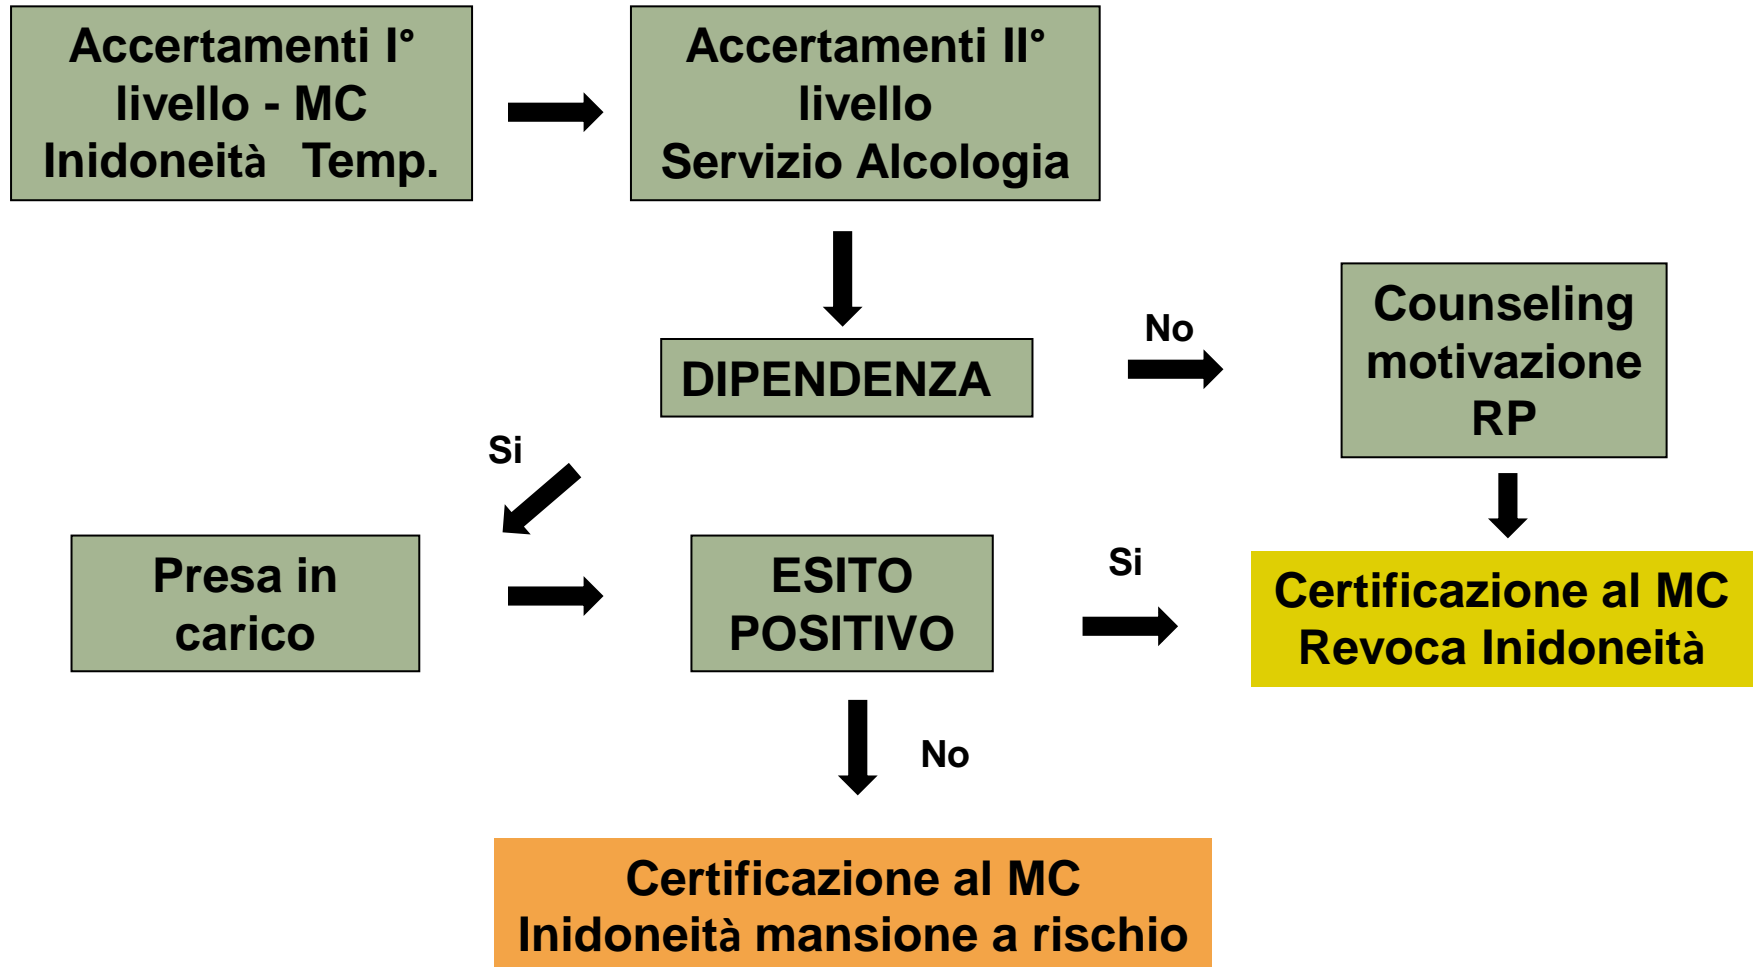 Accertamenti I°
livello - MC
Inidoneità Temp.
Accertamenti II°
livello
Servizio Alcologia
DIPENDENZA
No
Counseling
motivazione
RP
Si
Presa in
carico
ESITO
POSITIVO
Si
Certificazione al MC
Revoca Inidoneità
No
Certificazione al MC
Inidoneità mansione a rischio